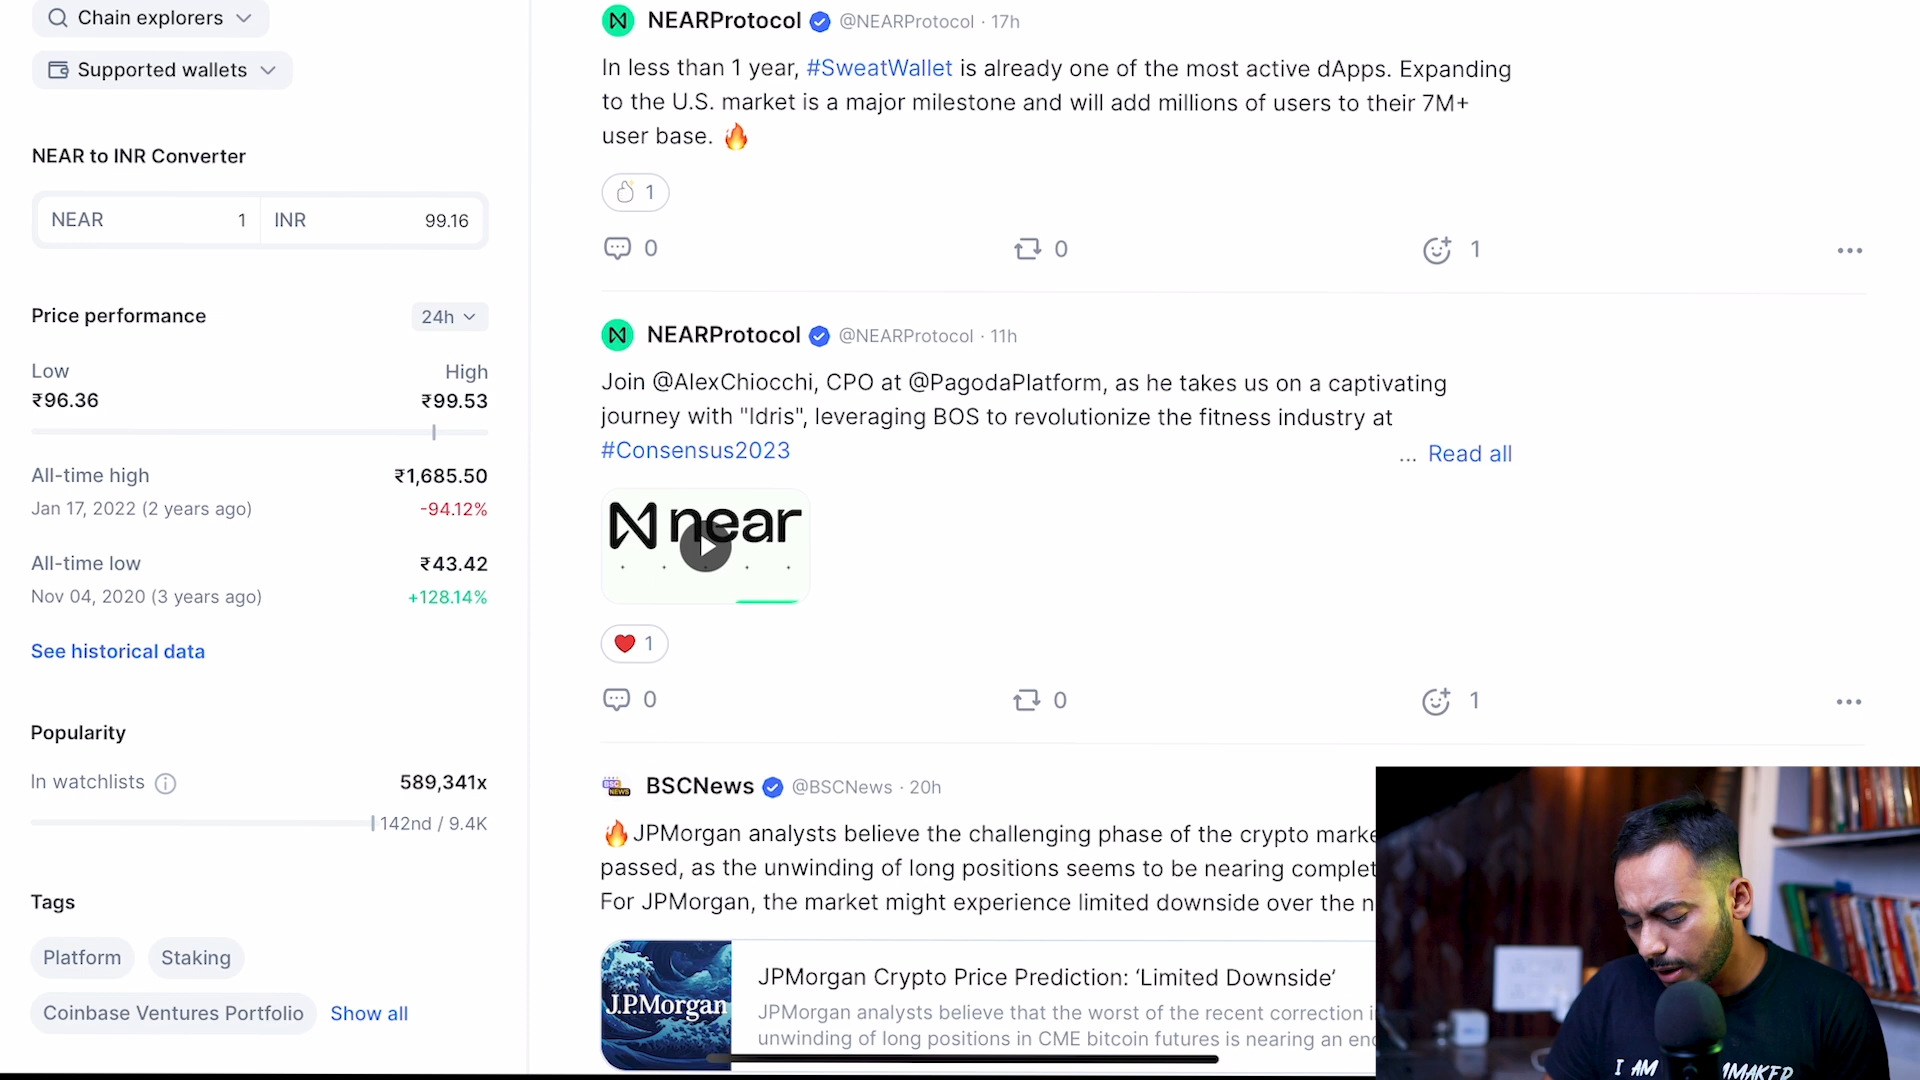 Chain explorers
Supported wallets
NEAR to INR Converter
NEAR 1 INR 99.16
Price performance 24h
Low High
₹96.36 ₹99.53
All-time high ₹1,685.50
Jan 17, 2022 (2 years ago) -94.12%
All-time low ₹43.42
Nov 04, 2020 (3 years ago) +128.14%
See historical data
Popularity
In watchlists 589,341x
142nd / 9.4K
Tags
Platform Staking
Coinbase Ventures Portfolio Show all
NEARProtocol @NEARProtocol · 17h
In less than 1 year, #SweatWallet is already one of the most active dApps. Expanding
to the U.S. market is a major milestone and will add millions of users to their 7M+
user base. 🔥
1
0 0 1
NEARProtocol @NEARProtocol · 11h
Join @AlexChiocchi, CPO at @PagodaPlatform, as he takes us on a captivating
journey with "Idris", leveraging BOS to revolutionize the fitness industry at
#Consensus2023 ... Read all
near
❤️ 1
0 0 1
BSC NEWS
BSCNews @BSCNews · 20h
🔥JPMorgan analysts believe the challenging phase of the crypto marke
passed, as the unwinding of long positions seems to be nearing complet
For JPMorgan, the market might experience limited downside over the n
J.P.Morgan
JPMorgan Crypto Price Prediction: ‘Limited Downside’
JPMorgan analysts believe that the worst of the recent correction i
unwinding of long positions in CME bitcoin futures is nearing an end
I AM